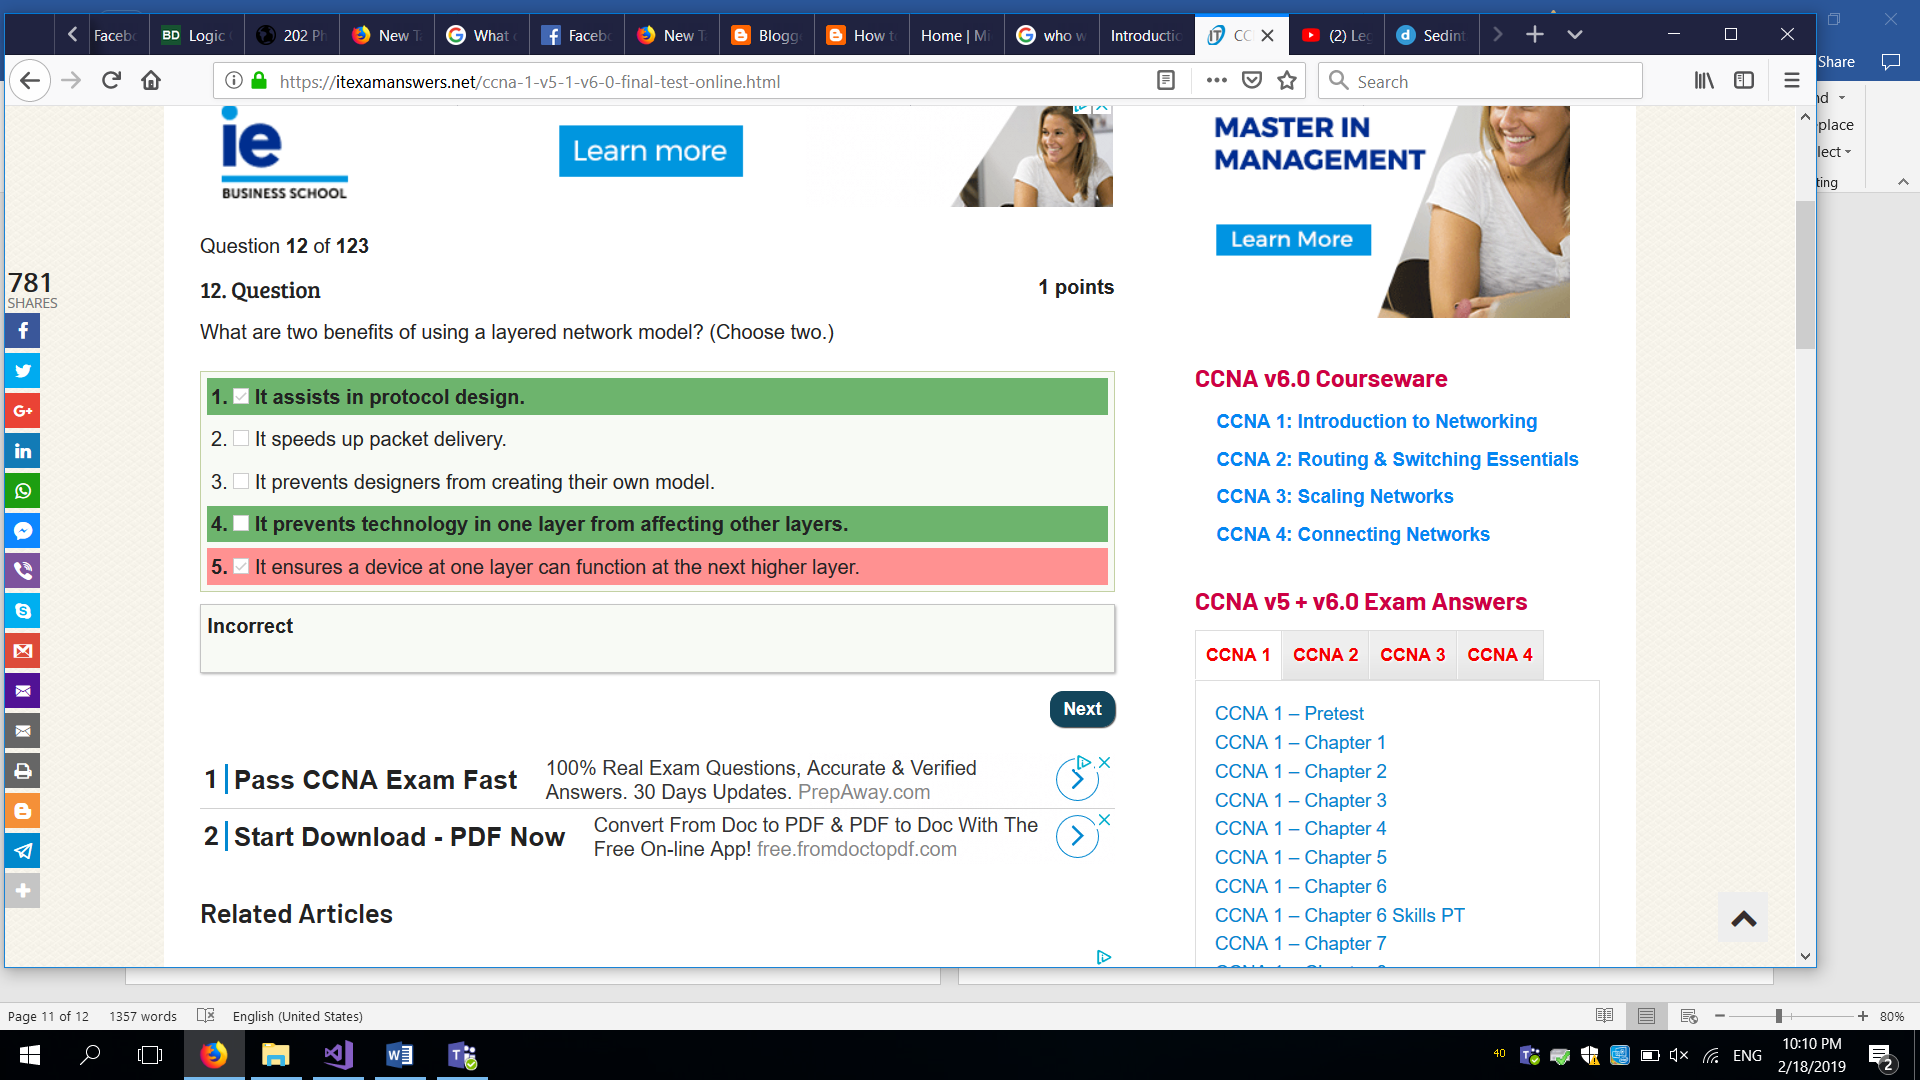 Faceb
Logic
202 Ph
New T
What
Faceb
New T
Blogg
How t
Home | Mi
who w
Introductio
CC
(2) Leg
Sedint
Share
https://itexamanswers.net/ccna-1-v5-1-v6-0-final-test-online.html
Search
nd
place
lect
ting
ie
BUSINESS SCHOOL
Learn more
MASTER IN
MANAGEMENT
Learn More
781
SHARES
Question 12 of 123
12. Question
1 points
What are two benefits of using a layered network model? (Choose two.)
1. It assists in protocol design.
2. It speeds up packet delivery.
3. It prevents designers from creating their own model.
4. It prevents technology in one layer from affecting other layers.
5. It ensures a device at one layer can function at the next higher layer.
Incorrect
Next
1 Pass CCNA Exam Fast
100% Real Exam Questions, Accurate & Verified
Answers. 30 Days Updates. PrepAway.com
2 Start Download - PDF Now
Convert From Doc to PDF & PDF to Doc With The
Free On-line App! free.fromdoctopdf.com
Related Articles
CCNA v6.0 Courseware
CCNA 1: Introduction to Networking
CCNA 2: Routing & Switching Essentials
CCNA 3: Scaling Networks
CCNA 4: Connecting Networks
CCNA v5 + v6.0 Exam Answers
CCNA 1 CCNA 2 CCNA 3 CCNA 4
CCNA 1 – Pretest
CCNA 1 – Chapter 1
CCNA 1 – Chapter 2
CCNA 1 – Chapter 3
CCNA 1 – Chapter 4
CCNA 1 – Chapter 5
CCNA 1 – Chapter 6
CCNA 1 – Chapter 6 Skills PT
CCNA 1 – Chapter 7
Page 11 of 12 1357 words English (United States)
80%
40
ENG
10:10 PM
2/18/2019
2